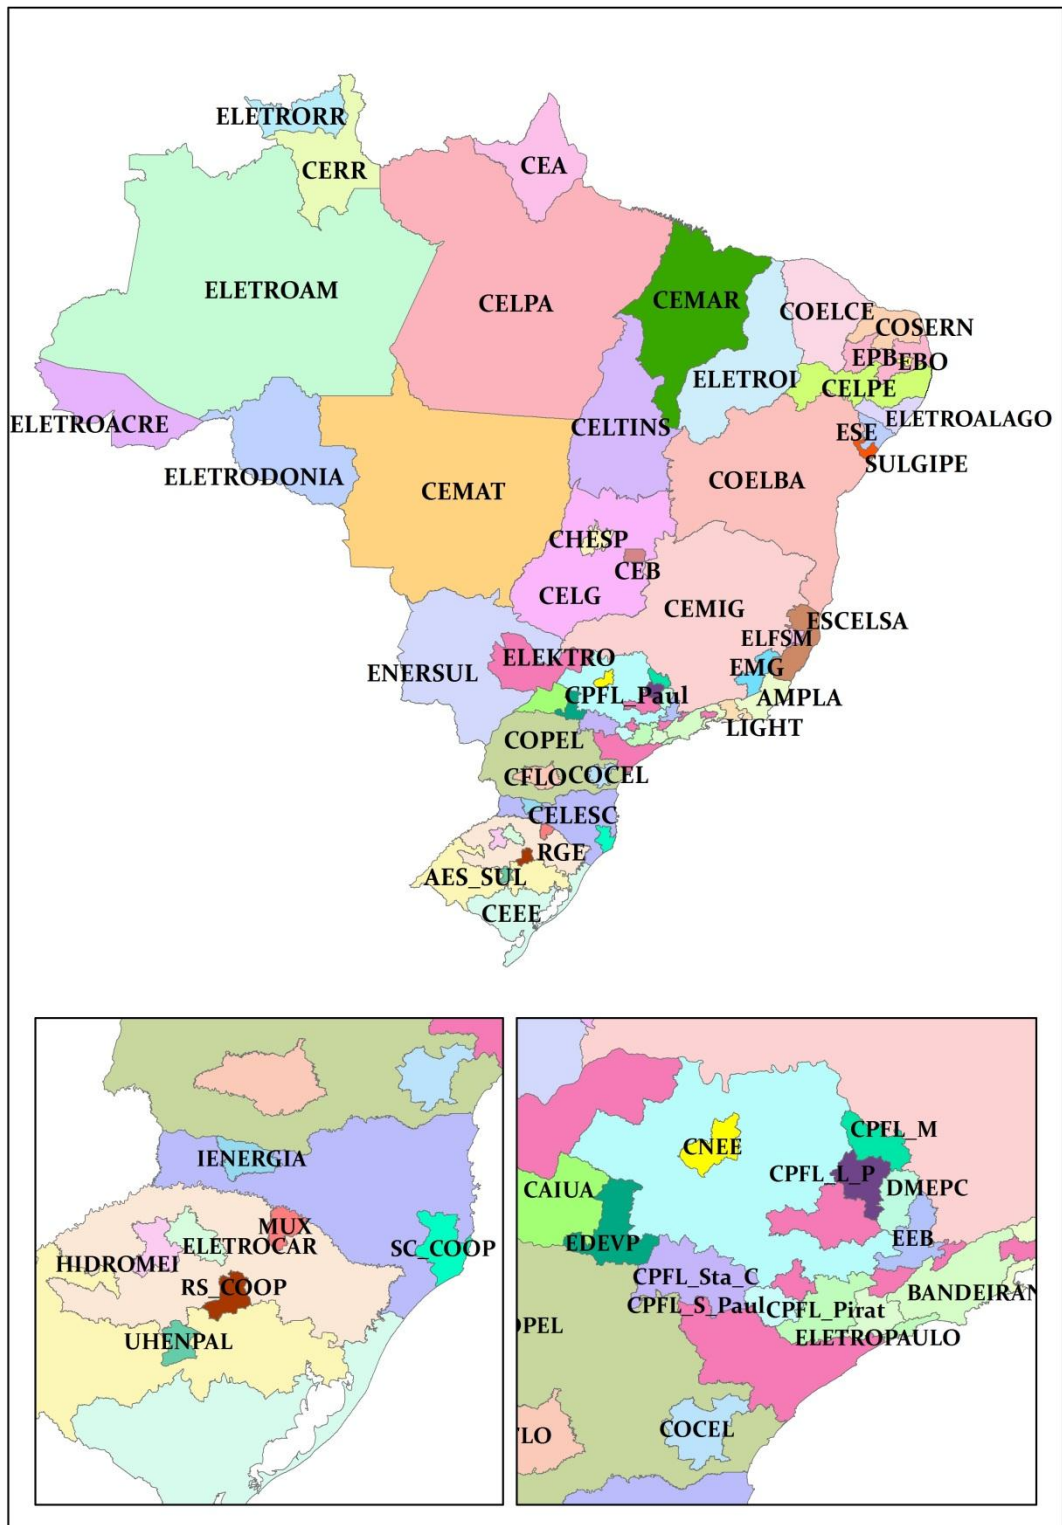 ELETRORR
CERR
CEA
ELETROAM
CELPA
CEMAR
COELCE
COSERN
EPB
EBO
ELETROI
CELPE
ELETROACRE
CELTINS
ELETROALAGO
ESE
SULGIPE
ELETRODONIA
CEMAT
COELBA
CHESP
CEB
CELG
CEMIG
ESCELSA
ELFSM
ENERSUL
ELEKTRO
EMG
CPFL_Paul
AMPLA
LIGHT
COPEL
CFLO
COCEL
CELESC
RGE
AES_SUL
CEEE
IENERGIA
MUX
ELETROCAR
SC_COOP
HIDROMEI
RS_COOP
UHENPAL
CPFL_M
CNEE
CPFL_L_P
CAIUA
DMEPC
EDEVP
EEB
CPFL_Sta_C
BANDEIRAN
CPFL_S_Paul
CPFL_Pirat
OPEL
ELETROPAULO
COCEL
FLO